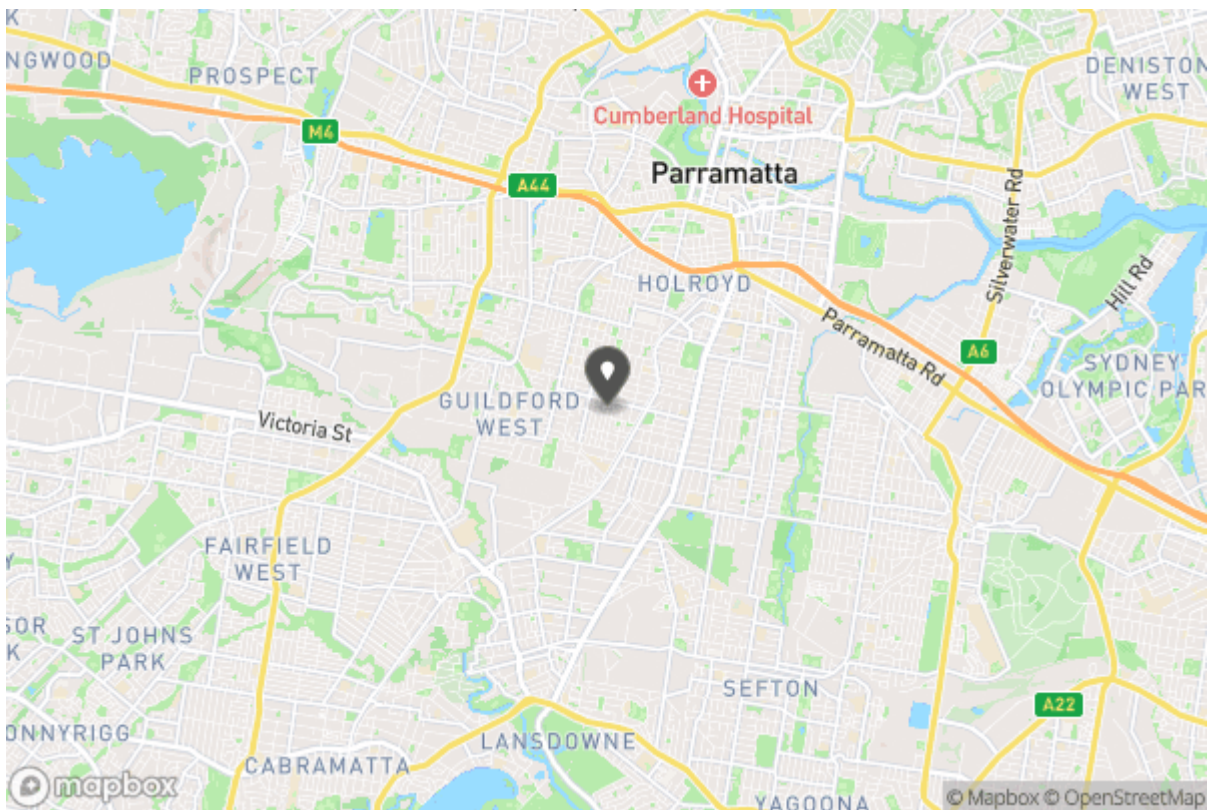 NGWOOD
K
PROSPECT
M4
A44
Cumberland Hospital
Parramatta
DENISTON
WEST
Silverwater Rd
Hill Rd
HOLROYD
Parramatta Rd
A6
SYDNEY
OLYMPIC PAR
GUILDFORD
WEST
Victoria St
FAIRFIELD
WEST
Y
SOR
K
ST JOHNS
PARK
SEFTON
A22
ONNYRIGG
LANSDOWNE
CABRAMATTA
YAGOONA
mapbox
© Mapbox © OpenStreetMap